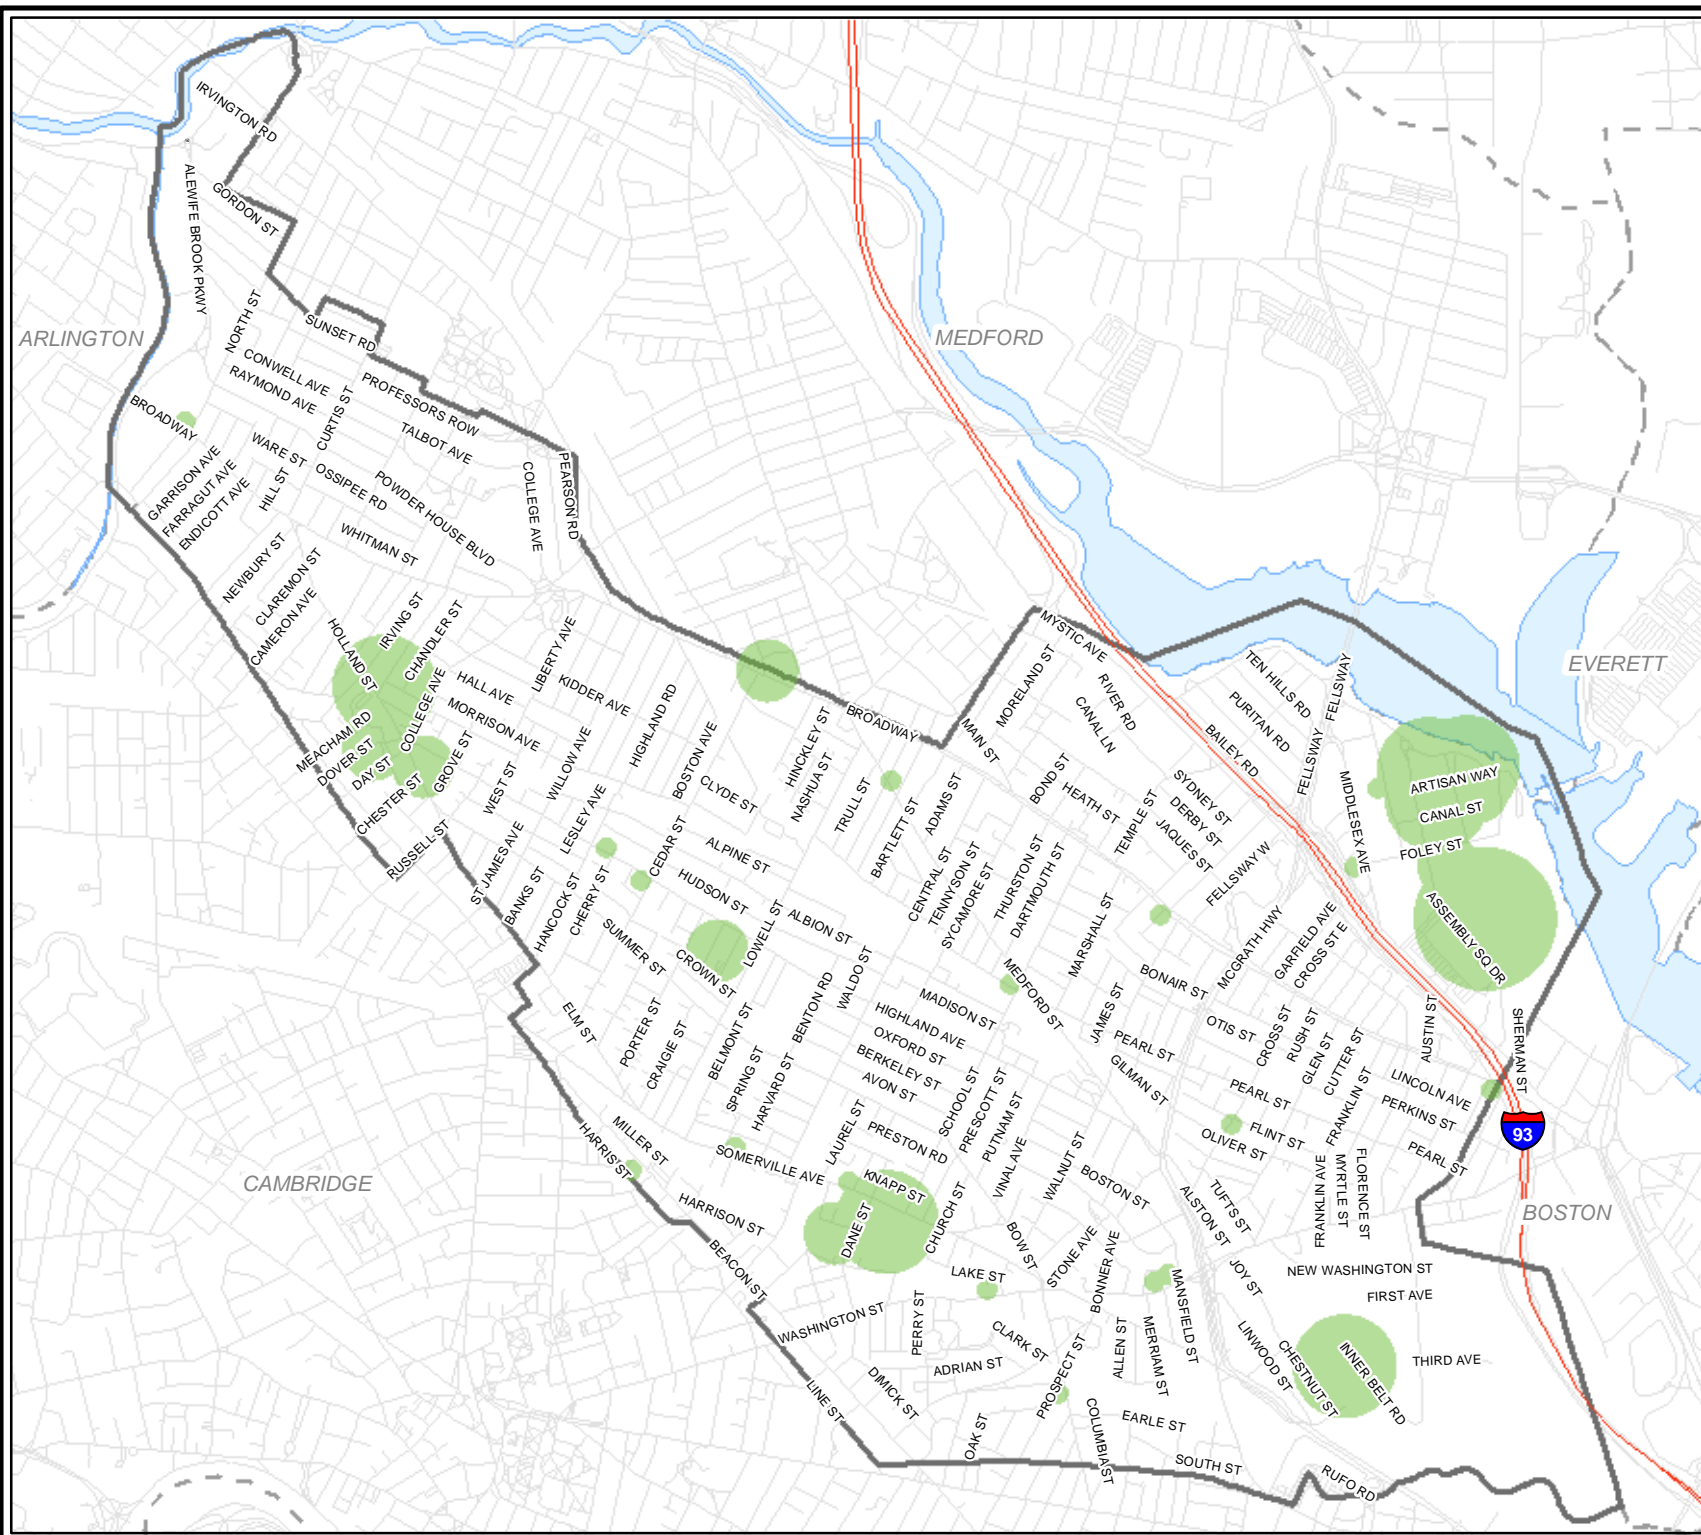 IRVINGTON RD
ALEWIFE BROOK PKWY
GORDON ST
NORTH ST
SUNSET RD
ARLINGTON
MEDFORD
CONWELL AVE
RAYMOND AVE
CURTIS ST
PROFESSORS ROW
TALBOT AVE
BROADWAY
WARE ST
OSSIPEE RD
POWDER HOUSE BLVD
COLLEGE AVE
PEARSON RD
GARRISON AVE
FARRAGUT AVE
ENDICOTT AVE
HILL ST
WHITMAN ST
NEWBURY ST
CLAREMON ST
CAMERON AVE
HOLLAND ST
IRVING ST
CHANDLER ST
COLLEGE AVE
HALL AVE
MORRISON AVE
LIBERTY AVE
KIDDER AVE
HIGHLAND RD
BOSTON AVE
WILLOW AVE
WEST ST
GROVE ST
MEACHAM RD
DOVER ST
DAY ST
CHESTER ST
RUSSELL ST
ST JAMES AVE
BANKS ST
LESLEY AVE
HANCOCK ST
CHERRY ST
CEDAR ST
CLYDE ST
ALPINE ST
HUDSON ST
ALBION ST
LOWELL ST
HINCKLEY ST
NASHUA ST
TRULL ST
BARTLETT ST
ADAMS ST
BROADWAY
MAIN ST
MORELAND ST
MYSTIC AVE
RIVER RD
CANAL LN
BOND ST
HEATH ST
TEMPLE ST
SYDNEY ST
DERBY ST
JAQUES ST
BAILEY RD
TEN HILLS RD
PURITAN RD
FELLSWAY
FELLSWAY
MIDDLESEX AVE
EVERETT
ARTISAN WAY
CANAL ST
FOLEY ST
ASSEMBLY SQ DR
FELLSWAY W
CENTRAL ST
TENNYSON ST
SYCAMORE ST
THURSTON ST
DARTMOUTH ST
MARSHALL ST
MCGRATH HWY
GARFIELD AVE
CROSS ST E
BONAIR ST
MEDFORD ST
SUMMER ST
CROWN ST
ELM ST
PORTER ST
CRAIGIE ST
BELMONT ST
SPRING ST
HARVARD ST
BENTON RD
WALDO ST
MADISON ST
HIGHLAND AVE
OXFORD ST
BERKELEY ST
AVON ST
JAMES ST
PEARL ST
GILMAN ST
OTIS ST
CROSS ST
RUSH ST
GLEN ST
CUTTER ST
AUSTIN ST
SHERMAN ST
LINCOLN AVE
PERKINS ST
PEARL ST
FRANKLIN ST
PEARL ST
FLINT ST
OLIVER ST
93
MILLER ST
HARRIS ST
SOMERVILLE AVE
LAUREL ST
PRESTON RD
SCHOOL ST
PRESCOTT ST
PUTNAM ST
VINAL AVE
WALNUT ST
BOSTON ST
ALSTON ST
TUFTS ST
FRANKLIN AVE
MYRTLE ST
FLORENCE ST
CAMBRIDGE
BOSTON
HARRISON ST
BEACON ST
KNAPP ST
DANE ST
CHURCH ST
BOW ST
STONE AVE
BONNER AVE
LAKE ST
MANSFIELD ST
JOY ST
NEW WASHINGTON ST
FIRST AVE
WASHINGTON ST
PERRY ST
CLARK ST
ADRIAN ST
DIMICK ST
LINE ST
PROSPECT ST
ALLEN ST
MERRIAM ST
LINWOOD ST
CHESTNUT ST
INNER BELT RD
THIRD AVE
OAK ST
COLUMBIA ST
EARLE ST
SOUTH ST
RUFO RD